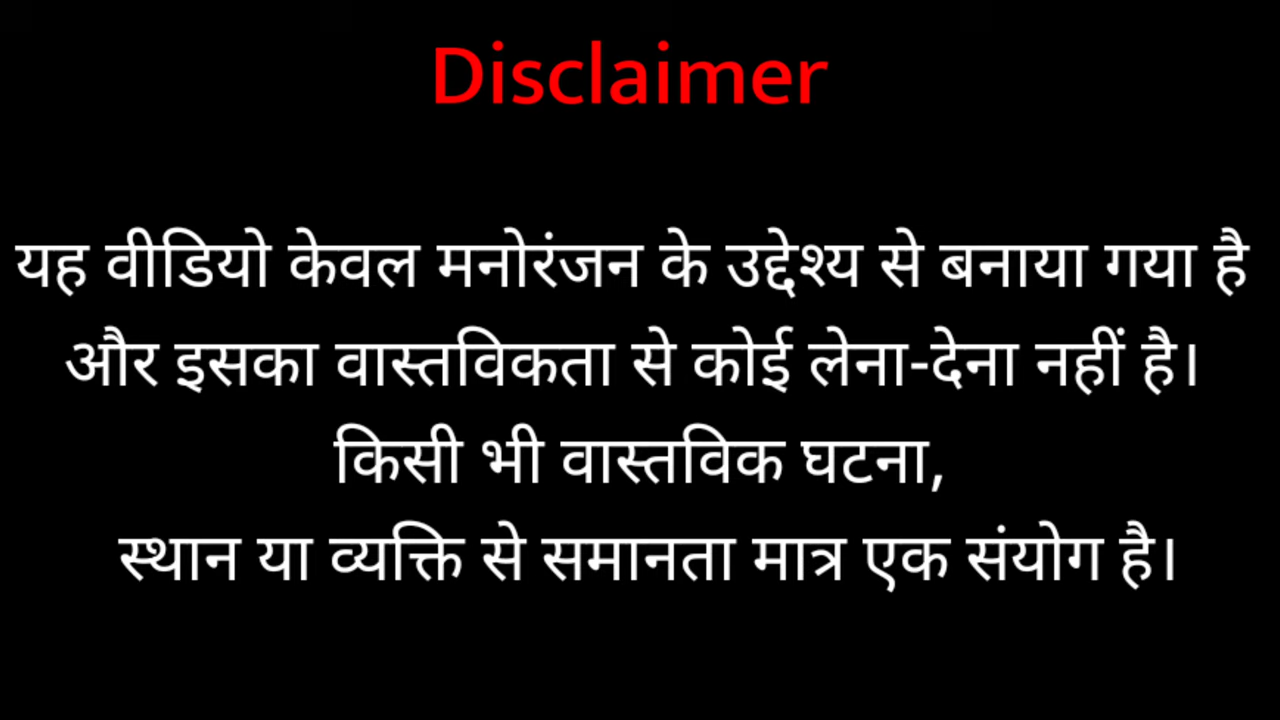 Disclaimer
यह वीडियो केवल मनोरंजन के उद्देश्य से बनाया गया है
और इसका वास्तविकता से कोई लेना-देना नहीं है।
किसी भी वास्तविक घटना,
स्थान या व्यक्ति से समानता मात्र एक संयोग है।